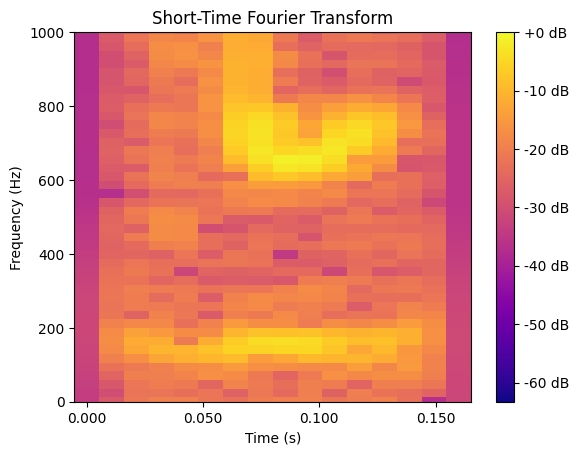 Short-Time Fourier Transform
1000
800
600
400
200
0
Frequency (Hz)
0.000
0.050
0.100
0.150
Time (s)
+0 dB
-10 dB
-20 dB
-30 dB
-40 dB
-50 dB
-60 dB